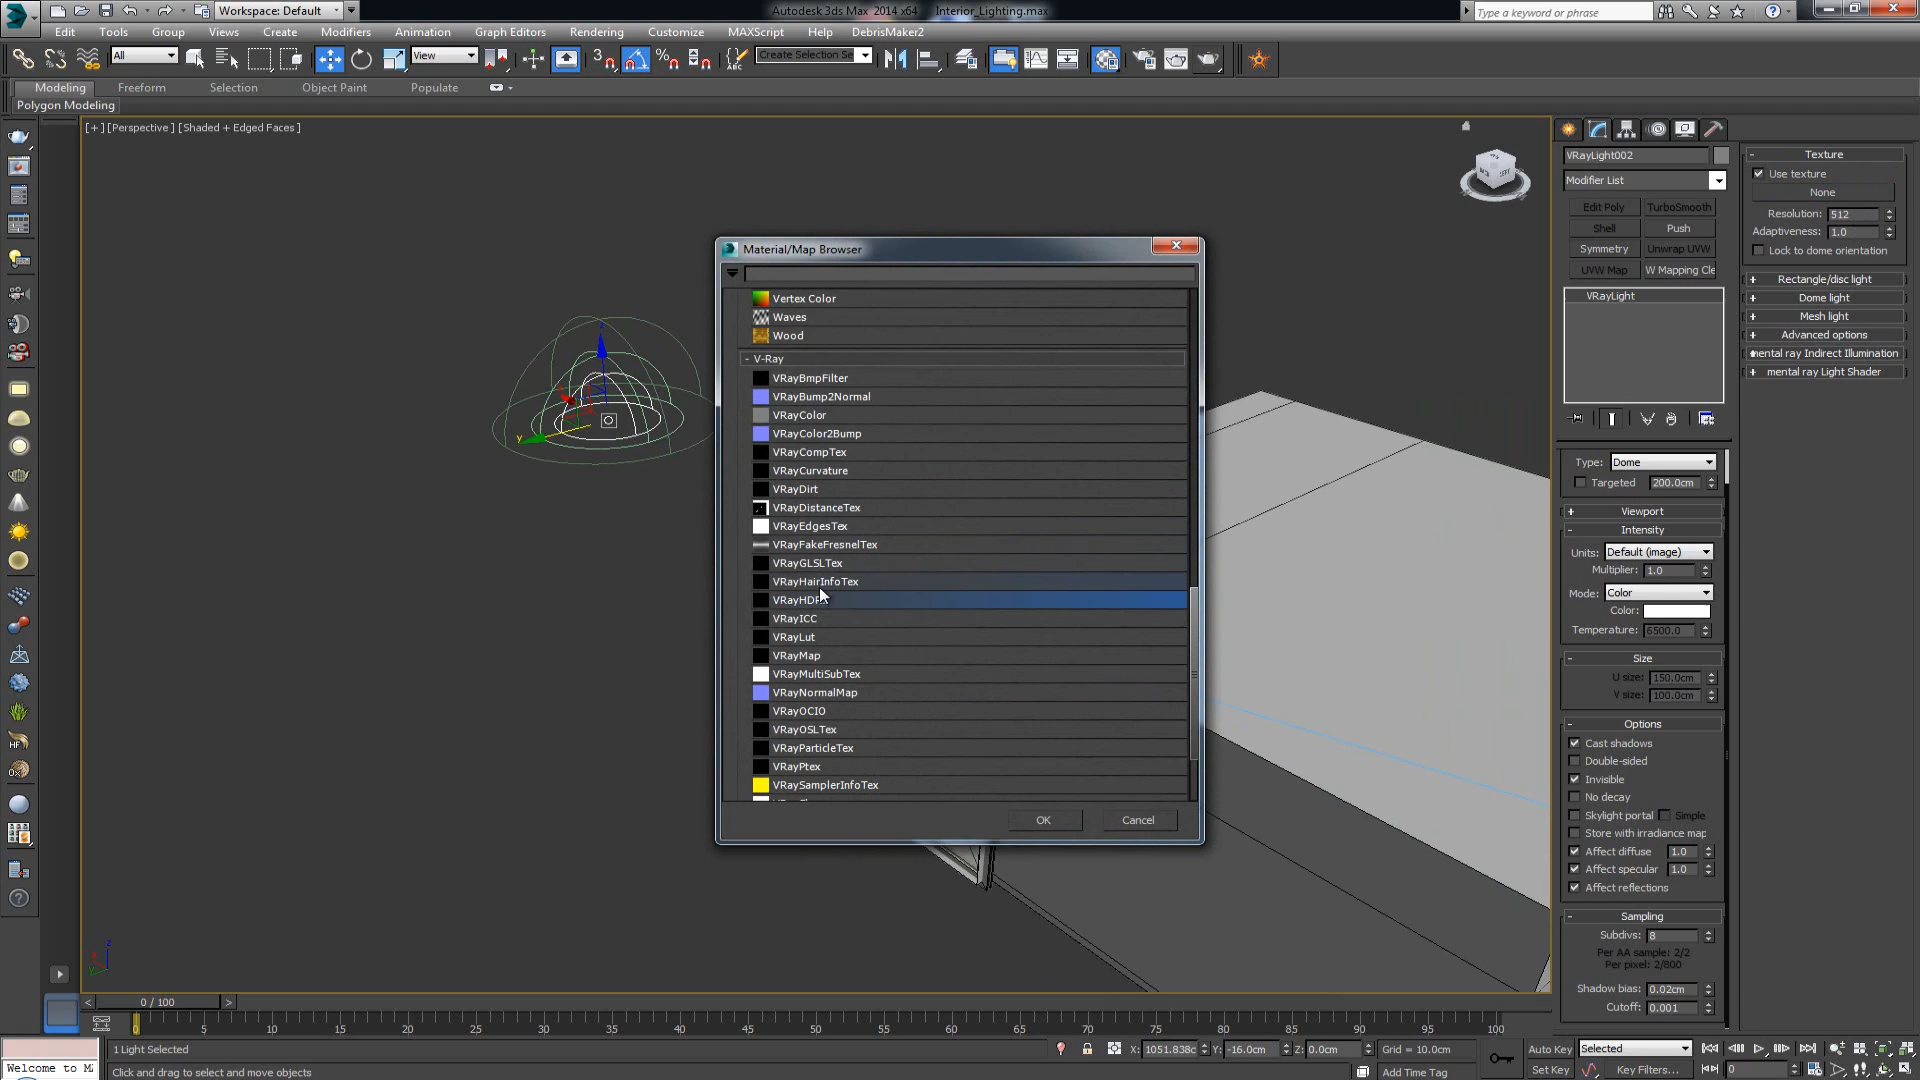 Workspace: Default
Autodesk 3ds Max 2014 x64 Interior_Lighting.max
Type a keyword or phrase
Edit Tools Group Views Create Modifiers Animation Graph Editors Rendering Customize MAXScript Help DebrisMaker2
All
View
3
Create Selection Se
Modeling Freeform Selection Object Paint Populate
Polygon Modeling
[+] [Perspective] [Shaded + Edged Faces]
Material/Map Browser
Vertex Color
Waves
Wood
- V-Ray
VRayBmpFilter
VRayBump2Normal
VRayColor
VRayColor2Bump
VRayCompTex
VRayCurvature
VRayDirt
VRayDistanceTex
VRayEdgesTex
VRayFakeFresnelTex
VRayGLSLTex
VRayHairInfoTex
VRayICC
VRayLut
VRayMap
VRayMultiSubTex
VRayNormalMap
VRayOCIO
VRayOSLTex
VRayParticleTex
VRayPtex
VRaySamplerInfoTex
OK Cancel
VRayLight002
Modifier List
Edit Poly TurboSmooth
Shell Push
Symmetry Unwrap UVW
UVW Map W Mapping Cle
VRayLight
Type: Dome
Targeted 200.0cm
+ Viewport
- Intensity
Units: Default (image)
Multiplier: 1.0
Mode: Color
Color:
Temperature: 6500.0
- Size
U size: 150.0cm
V size: 100.0cm
- Options
Cast shadows
Double-sided
Invisible
No decay
Skylight portal Simple
Store with irradiance map
Affect diffuse 1.0
Affect specular 1.0
Affect reflections
- Sampling
Subdivs: 8
Per AA sample: 2/2
Per pixel: 2/800
Shadow bias: 0.02cm
Cutoff: 0.001
- Texture
Use texture
None
Resolution: 512
Adaptiveness: 1.0
Lock to dome orientation
+ Rectangle/disc light
+ Dome light
+ Mesh light
+ Advanced options
mental ray Indirect Illumination
+ mental ray Light Shader
x y z
< 0 / 100 >
0 5 10 15 20 25 30 35 40 45 50 55 60 65 70 75 80 85 90 95 100
1 Light Selected
X: 1051.838c Y: -16.0cm Z: 0.0cm Grid = 10.0cm
Auto Key Selected
Welcome to M
Click and drag to select and move objects
Add Time Tag
Set Key Key Filters... 0